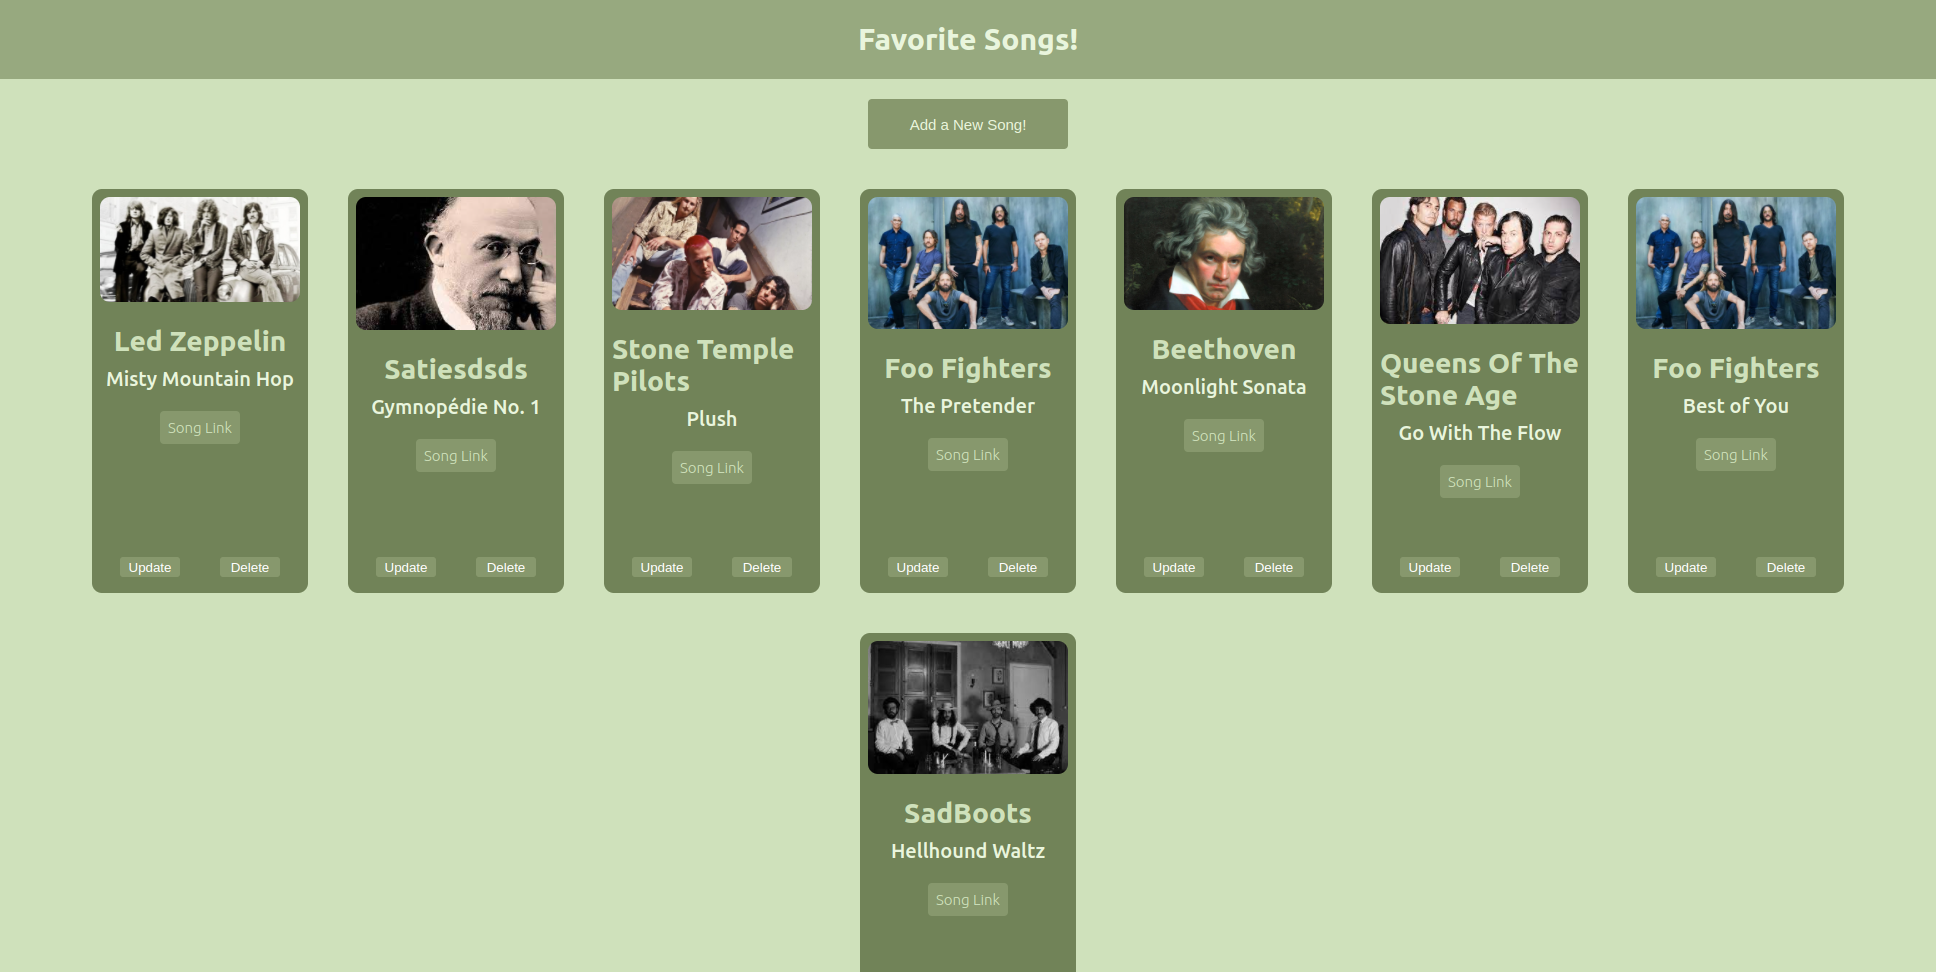 Favorite Songs!
Add a New Song!
Led Zeppelin
Misty Mountain Hop
Song Link
Update
Delete
Satiesdsds
Gymnopédie No. 1
Song Link
Update
Delete
Stone Temple
Pilots
Plush
Song Link
Update
Delete
Foo Fighters
The Pretender
Song Link
Update
Delete
Beethoven
Moonlight Sonata
Song Link
Update
Delete
Queens Of The
Stone Age
Go With The Flow
Song Link
Update
Delete
Foo Fighters
Best of You
Song Link
Update
Delete
SadBoots
Hellhound Waltz
Song Link